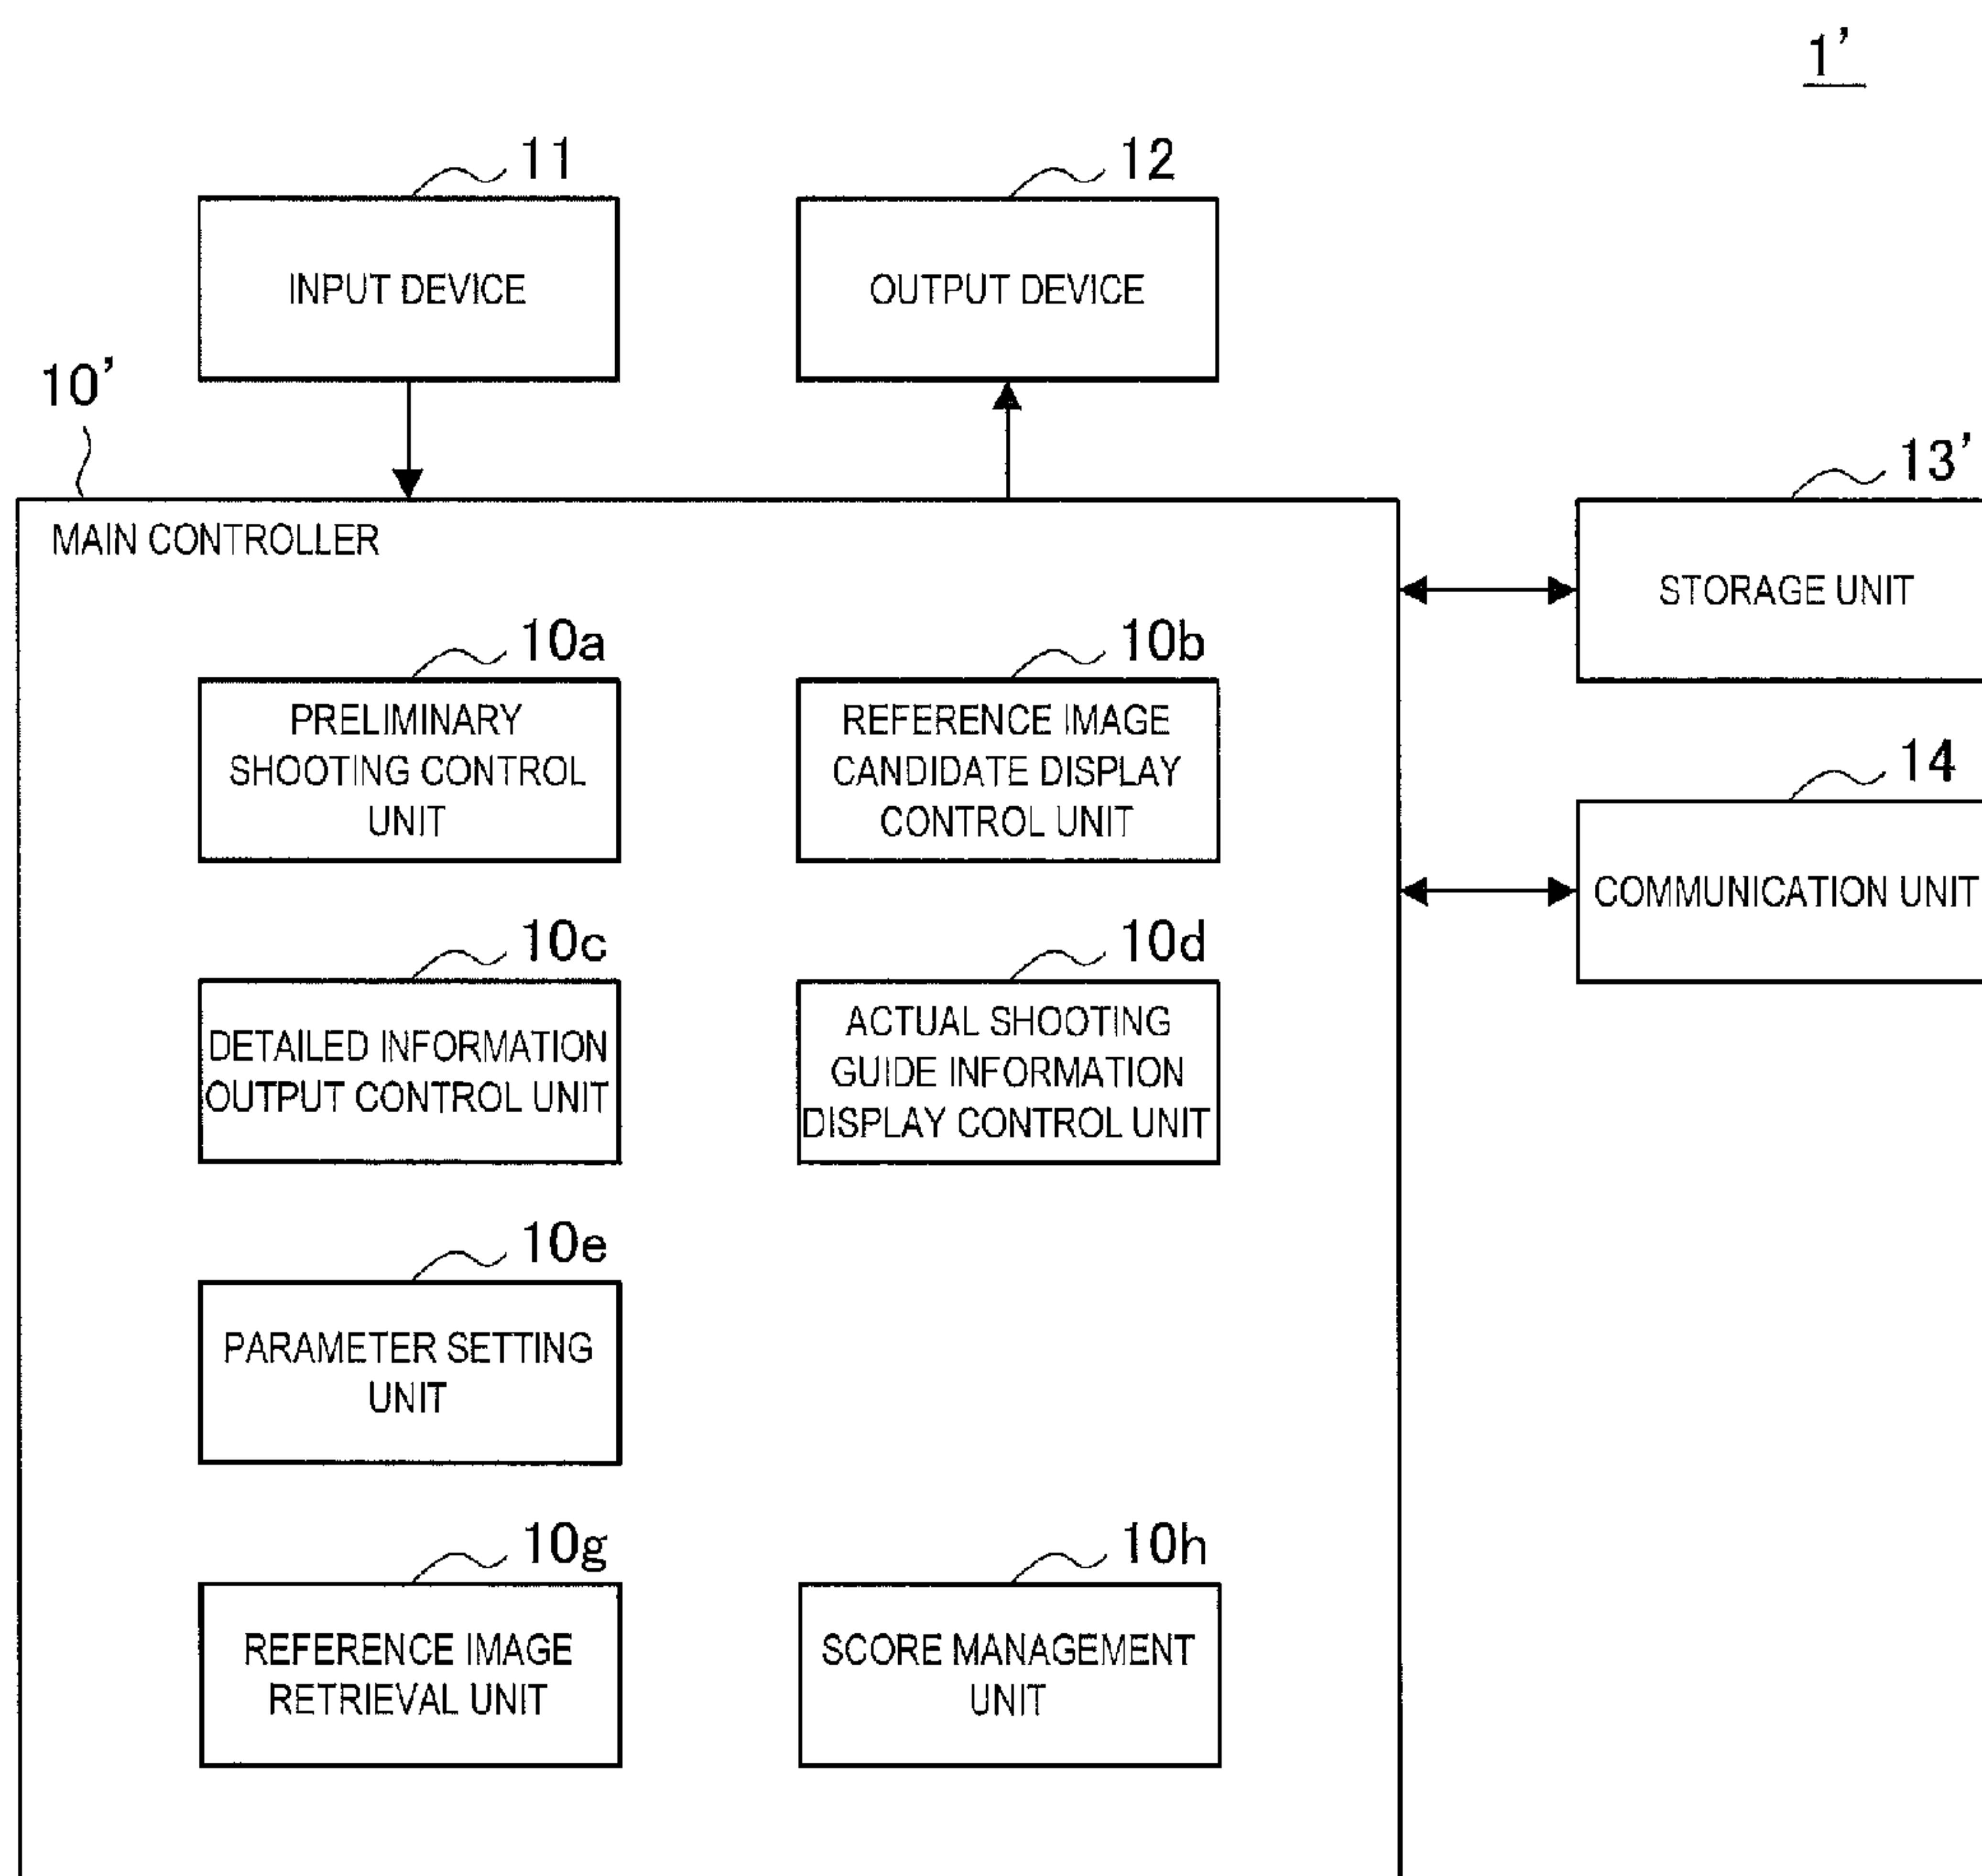 1'
11
12
INPUT DEVICE
OUTPUT DEVICE
10'
13'
MAIN CONTROLLER
STORAGE UNIT
10a
10b
PRELIMINARY
SHOOTING CONTROL
UNIT
REFERENCE IMAGE
CANDIDATE DISPLAY
CONTROL UNIT
14
COMMUNICATION UNIT
10c
10d
DETAILED INFORMATION
OUTPUT CONTROL UNIT
ACTUAL SHOOTING
GUIDE INFORMATION
DISPLAY CONTROL UNIT
10e
PARAMETER SETTING
UNIT
10g
10h
REFERENCE IMAGE
RETRIEVAL UNIT
SCORE MANAGEMENT
UNIT